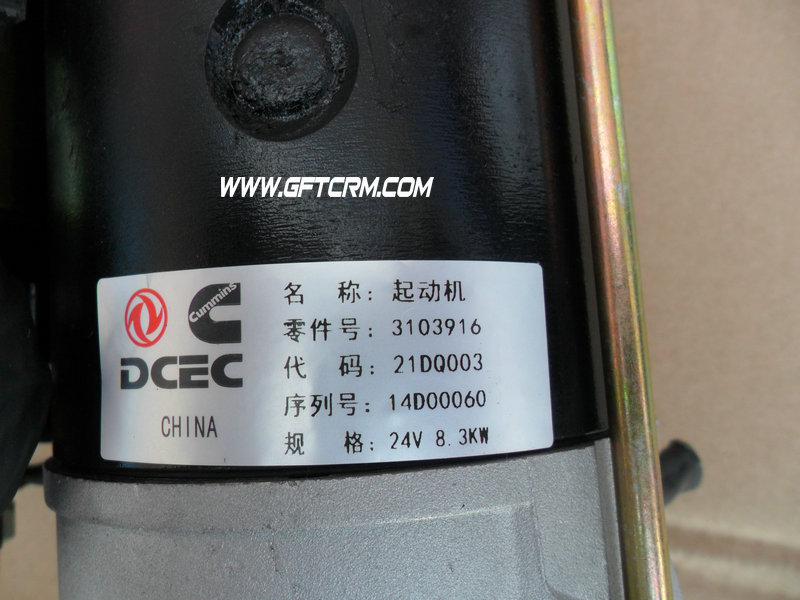 WWW.GFTCRM.COM
Cummins
DCEC
CHINA
名 称: 起动机
零件号: 3103916
代 码: 21DQ003
序列号: 14D00060
规 格: 24V 8.3KW